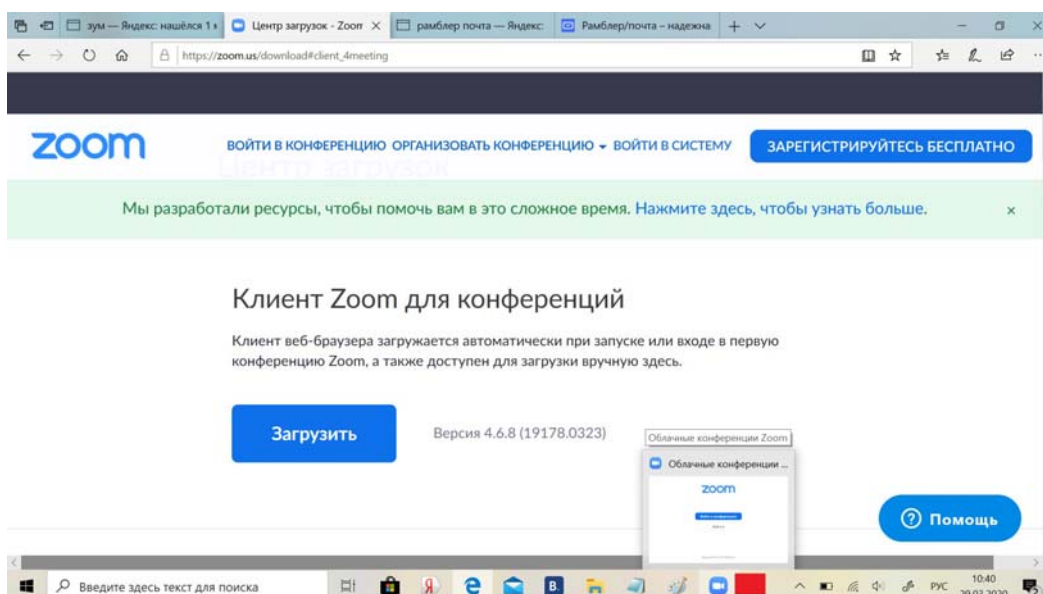 зум — Яндекс: нашёлся 1
Центр загрузок - Zoom
рамблер почта — Яндекс:
Рамблер/почта – надежна
https://zoom.us/download#client_4meeting
zoom
ВОЙТИ В КОНФЕРЕНЦИЮ ОРГАНИЗОВАТЬ КОНФЕРЕНЦИЮ ВОЙТИ В СИСТЕМУ
ЗАРЕГИСТРИРУЙТЕСЬ БЕСПЛАТНО
Центр загрузок
Мы разработали ресурсы, чтобы помочь вам в это сложное время. Нажмите здесь, чтобы узнать больше.
Клиент Zoom для конференций
Клиент веб-браузера загружается автоматически при запуске или входе в первую
конференцию Zoom, а также доступен для загрузки вручную здесь.
Загрузить
Версия 4.6.8 (19178.0323)
Облачные конференции Zoom
Облачные конференции ...
zoom
Помощь
Введите здесь текст для поиска
РУС
10:40
29.03.2020